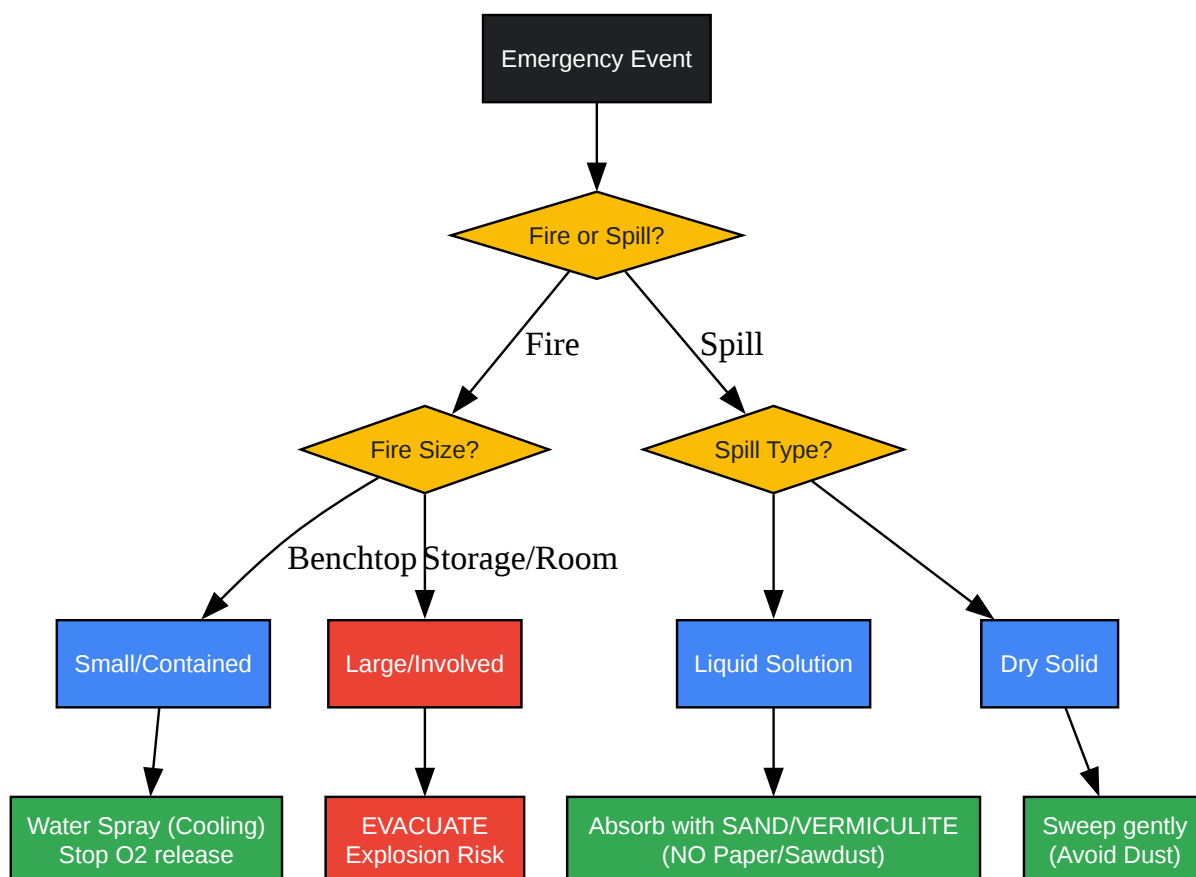 Emergency Event
Fire or Spill?
Fire
Spill
Fire Size?
Spill Type?
Benchtop
Storage/Room
Small/Contained
Large/Involved
Liquid Solution
Dry Solid
Water Spray (Cooling)
Stop O2 release
EVACUATE
Explosion Risk
Absorb with SAND/VERMICULITE
(NO Paper/Sawdust)
Sweep gently
(Avoid Dust)